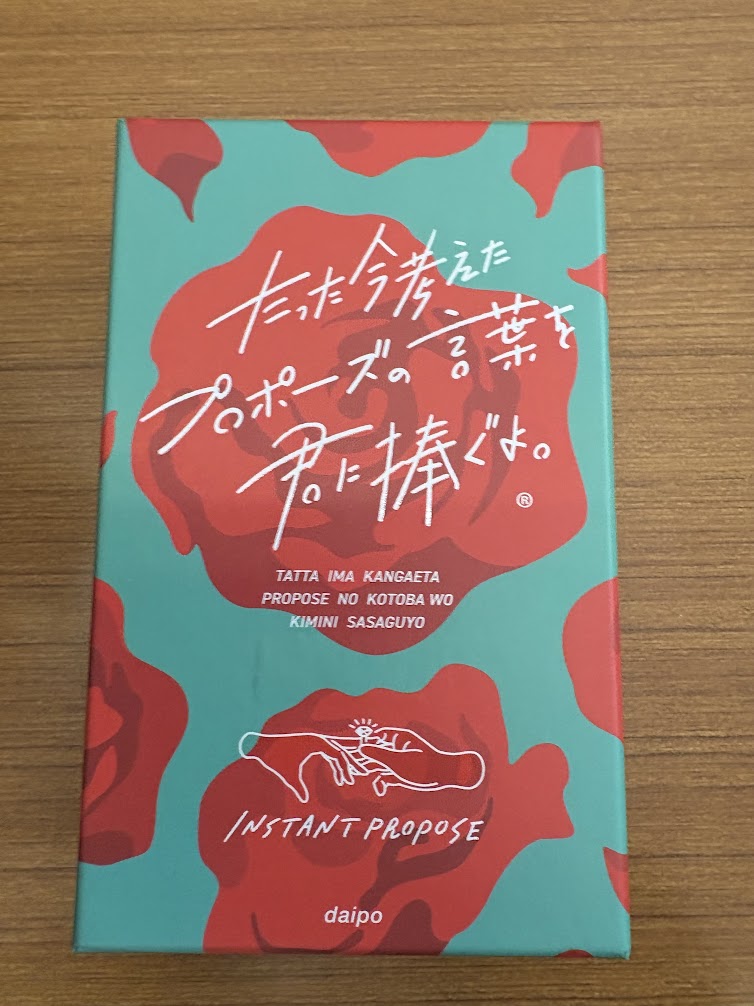 たった今考えた
プロポーズの言葉を
君に捧ぐよ。
®
TATTA IMA KANGAETA
PROPOSE NO KOTOBA WO
KIMINI SASAGUYO
INSTANT PROPOSE
daipo